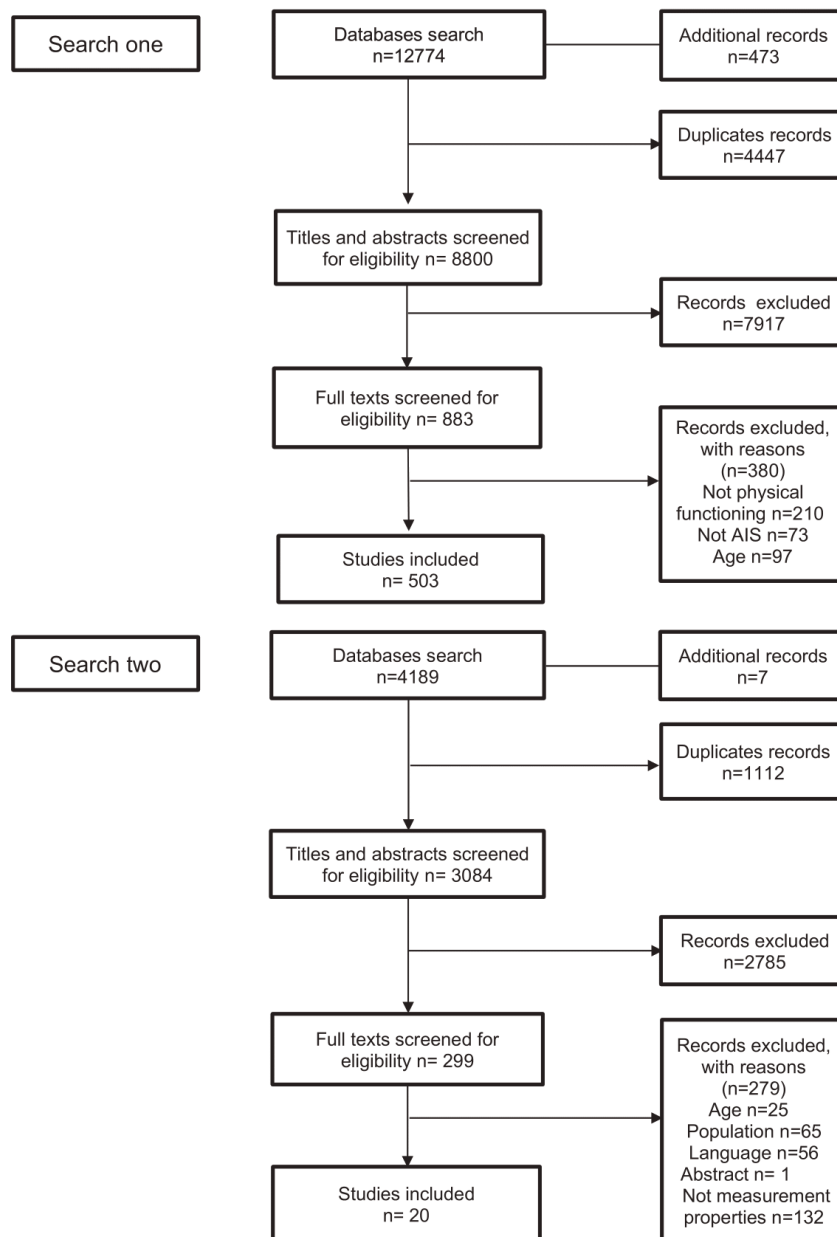 Search one
Databases search
n=12774
Additional records
n=473
Duplicates records
n=4447
Titles and abstracts screened
for eligibility n= 8800
Records excluded
n=7917
Full texts screened for
eligibility n= 883
Records excluded,
with reasons
(n=380)
Not physical
functioning n=210
Not AIS n=73
Age n=97
Studies included
n= 503
Search two
Databases search
n=4189
Additional records
n=7
Duplicates records
n=1112
Titles and abstracts screened
for eligibility n= 3084
Records excluded
n=2785
Full texts screened for
eligibility n= 299
Records excluded,
with reasons
(n=279)
Age n=25
Population n=65
Language n=56
Abstract n= 1
Not measurement
properties n=132
Studies included
n= 20